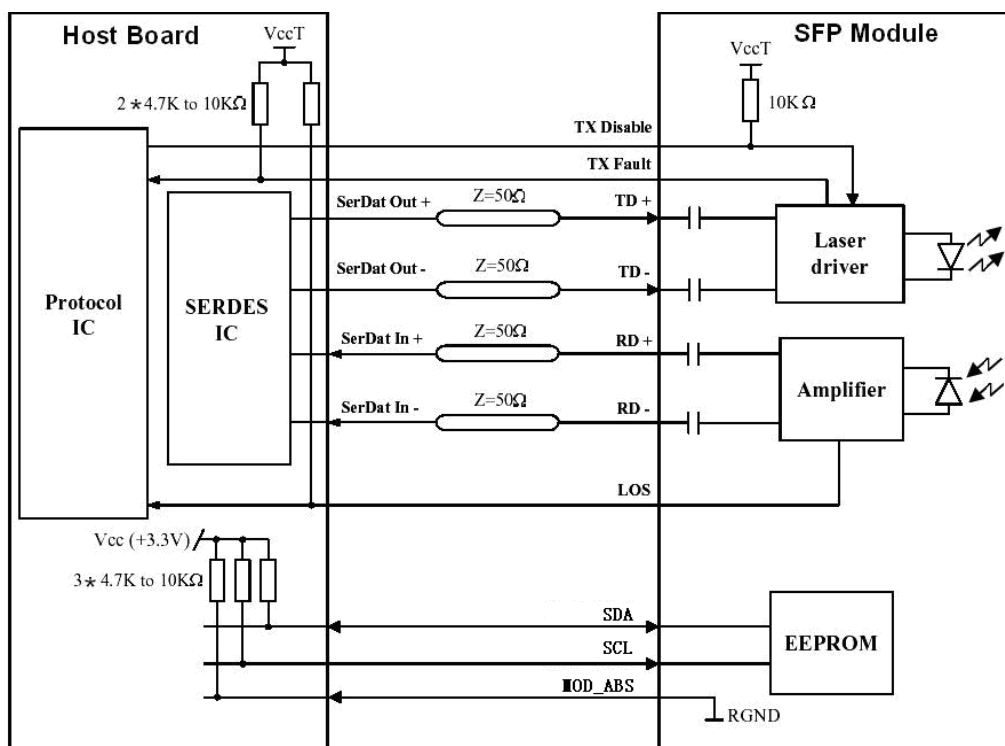 Host Board
SFP Module
VccT
VccT
2*4.7K to 10KΩ
10KΩ
TX Disable
TX Fault
SerDat Out +
Z=50Ω
TD +
Laser
driver
SerDat Out -
Z=50Ω
TD -
Protocol
IC
SERDES
IC
SerDat In +
Z=50Ω
RD +
Amplifier
SerDat In -
Z=50Ω
RD -
LOS
Vcc (+3.3V)
3*4.7K to 10KΩ
SDA
SCL
EEPROM
MOD_ABS
RGND